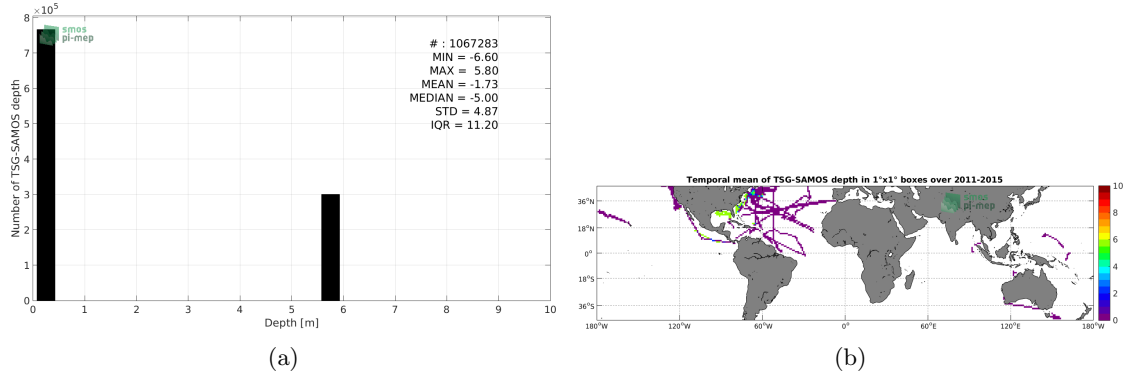 ×10⁵
8
7
6
5
4
3
2
1
0
Number of TSG-SAMOS depth
smos
pi-mep
# : 1067283
MIN = -6.60
MAX = 5.80
MEAN = -1.73
MEDIAN = -5.00
STD = 4.87
IQR = 11.20
0 1 2 3 4 5 6 7 8 9 10
Depth [m]
(a)
Temporal mean of TSG-SAMOS depth in 1°x1° boxes over 2011-2015
36°N
18°N
0°
18°S
36°S
smos
pi-mep
180°W 120°W 60°W 0° 60°E 120°E 180°W
10
8
6
4
2
0
(b)